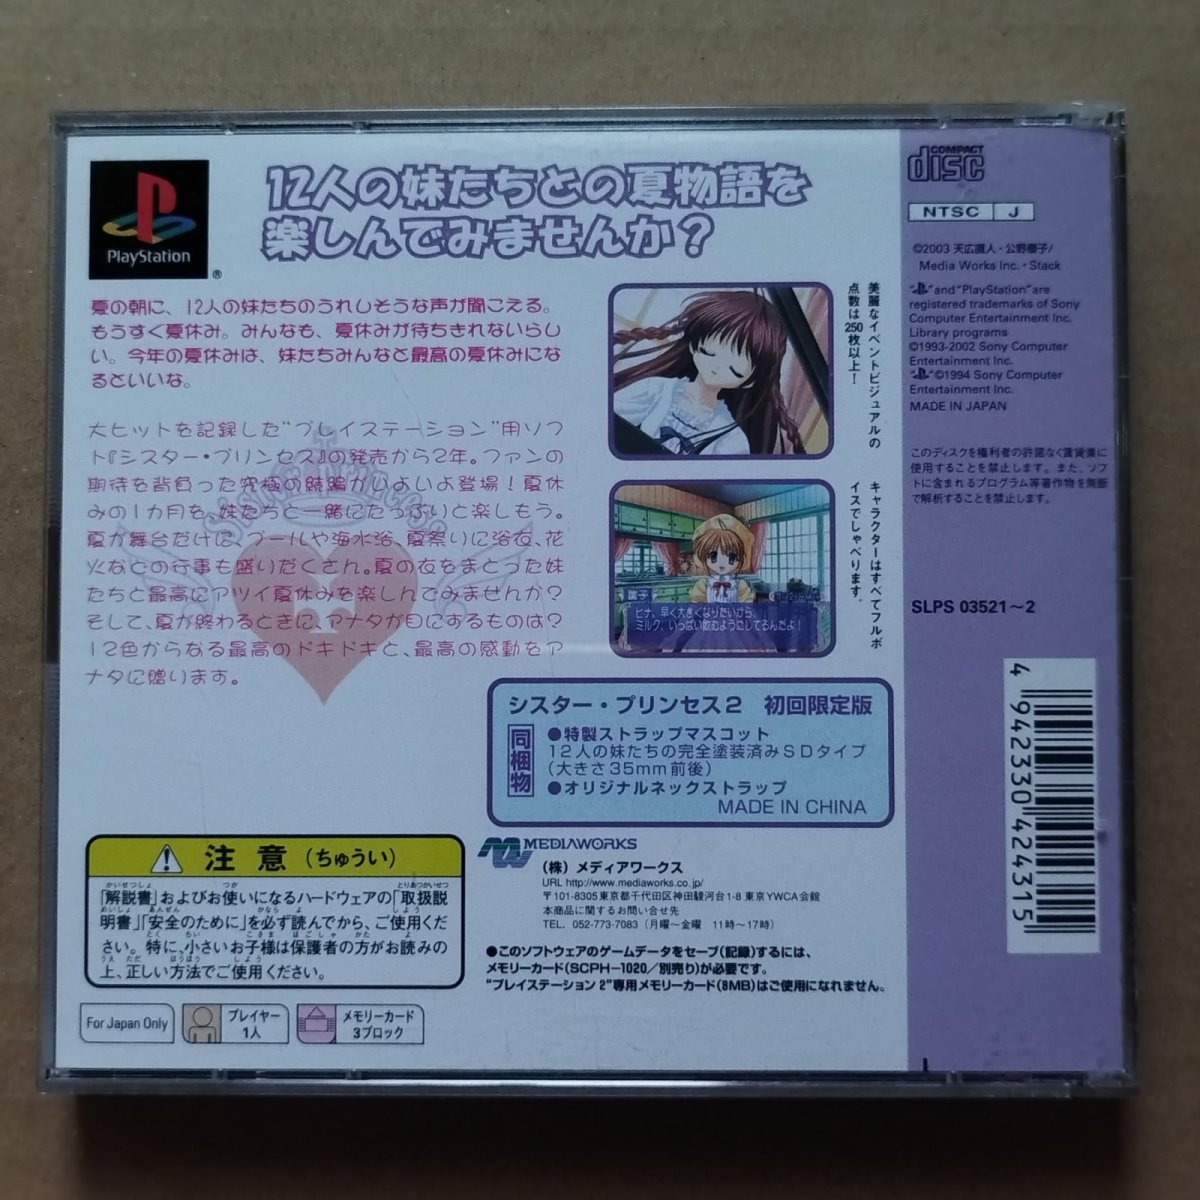 PlayStation
®
12人の妹たちとの夏物語を
楽しんでみませんか？
夏の朝に、12人の妹たちのうれしそうな声が聞こえる。
もうすぐ夏休み。みんなも、夏休みが待ちきれないらし
い。今年の夏休みは、妹たちみんなと最高の夏休みにな
るといいな。
大ヒットを記録した“プレイステーション”用ソフ
ト『シスター・プリンセス』の発売から2年。ファンの
期待を背負った究極の続編がいよいよ登場！夏休
みの1カ月を、妹たちと一緒にたっぷりと楽しもう。
夏が舞台だけに、プールや海水浴、夏祭りに浴衣、花
火などの行事も盛りだくさん。夏の衣をまとった妹
たちと最高にアツイ夏休みを楽しんでみませんか？
そして、夏が終わるときに、アナタが目にするものは？
12色からなる最高のドキドキと、最高の感動をア
ナタに贈ります。
美麗なイベントビジュアルの
点数は250枚以上！
キャラクターはすべてフルボ
イスでしゃべります。
ヒナ、早く大きくなりたいから、
ミルク、いっぱい飲むようにしてるんだよ！
シスター・プリンセス2 初回限定版
同梱物
●特製ストラップマスコット
12人の妹たちの完全塗装済みSDタイプ
（大きさ35mm前後）
●オリジナルネックストラップ
MADE IN CHINA
MEDIAWORKS
（株）メディアワークス
URL http://www.mediaworks.co.jp/
〒101-8305東京都千代田区神田駿河台1-8 東京YWCA会館
本商品に関するお問い合せ先
TEL. 052-773-7083（月曜～金曜 11時～17時）
●このソフトウェアのゲームデータをセーブ（記録）するには、
メモリーカード（SCPH-1020／別売り）が必要です。
“プレイステーション 2”専用メモリーカード（8MB）はご使用になれません。
注意（ちゅうい）
「解説書」およびお使いになるハードウェアの「取扱説
明書」「安全のために」を必ず読んでから、ご使用くだ
さい。特に、小さいお子様は保護者の方がお読みの
上、正しい方法でご使用ください。
For Japan Only
プレイヤー
1人
メモリーカード
3ブロック
COMPACT
disc
NTSC J
©2003 天広直人・公野櫻子/
Media Works Inc.・Stack
“PS”and“PlayStation”are
registered trademarks of Sony
Computer Entertainment Inc.
Library programs
©1993-2002 Sony Computer
Entertainment Inc.
“PS”©1994 Sony Computer
Entertainment Inc.
MADE IN JAPAN
このディスクを権利者の許諾なく賃貸業に
使用することを禁止します。また、ソフ
トに含まれるプログラム等著作物を無断
で解析することを禁止します。
SLPS 03521～2
4 942330 424315